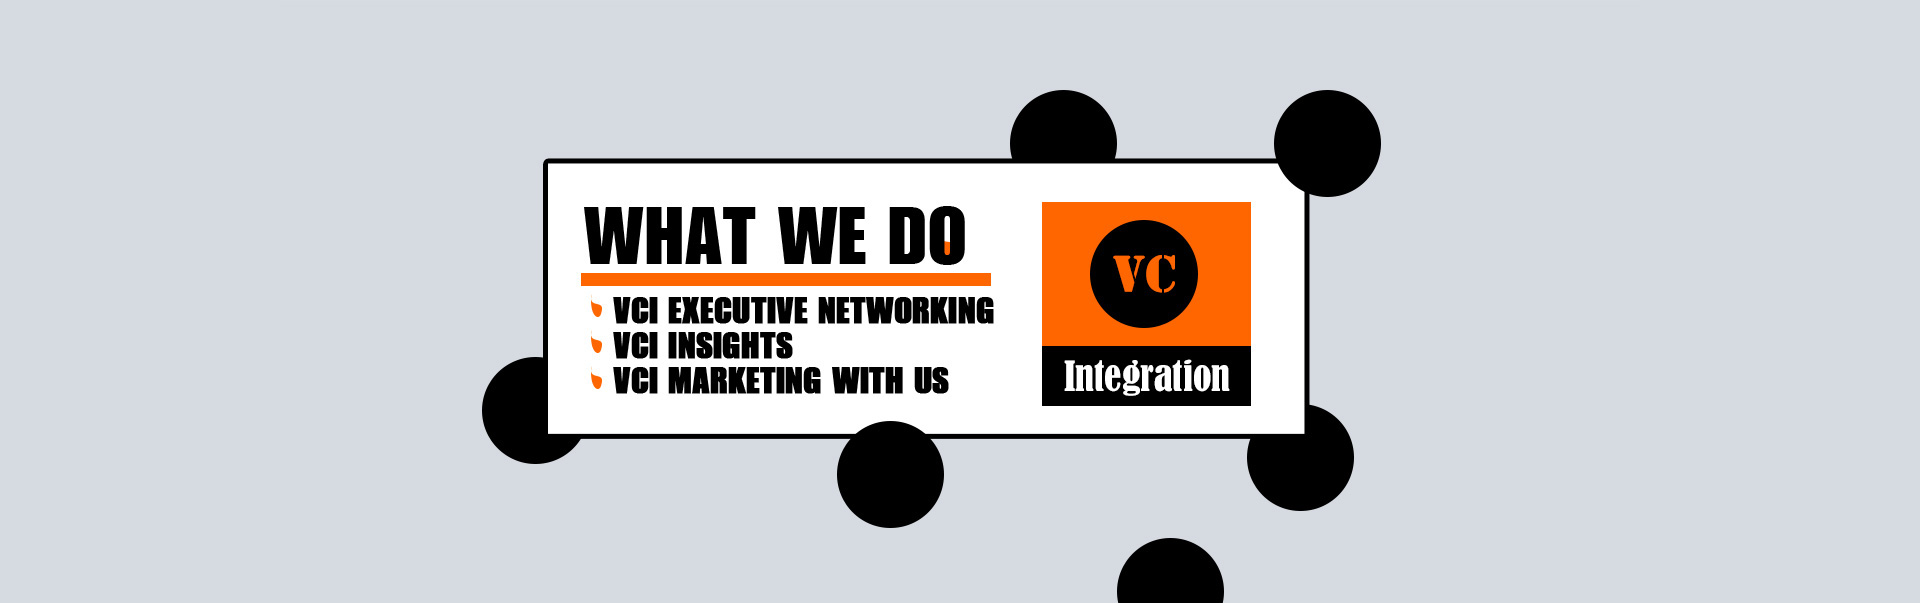 WHAT WE DO
VCI EXECUTIVE NETWORKING
VCI INSIGHTS
VCI MARKETING WITH US
VC
Integration